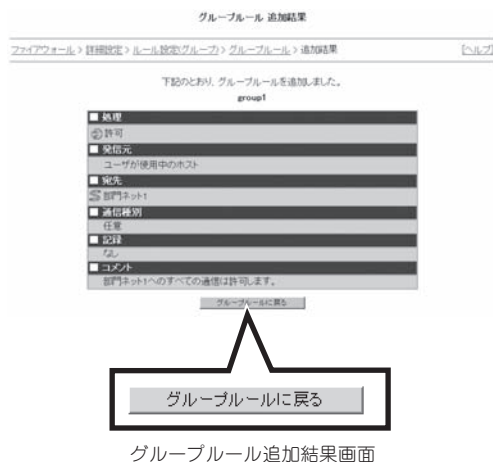 グループルール 追加結果
ファイアウォール > 詳細設定 > ルール設定(グループ) > グループルール > 追加結果 [ヘルプ]
下記のとおり、グループルールを追加しました。
group1
■ 処理
許可
■ 発信元
ユーザが使用中のホスト
■ 宛先
部門ネット1
■ 通信種別
任意
■ 記録
なし
■ コメント
部門ネット1へのすべての通信は許可します。
グループルールに戻る
グループルールに戻る
グループルール追加結果画面